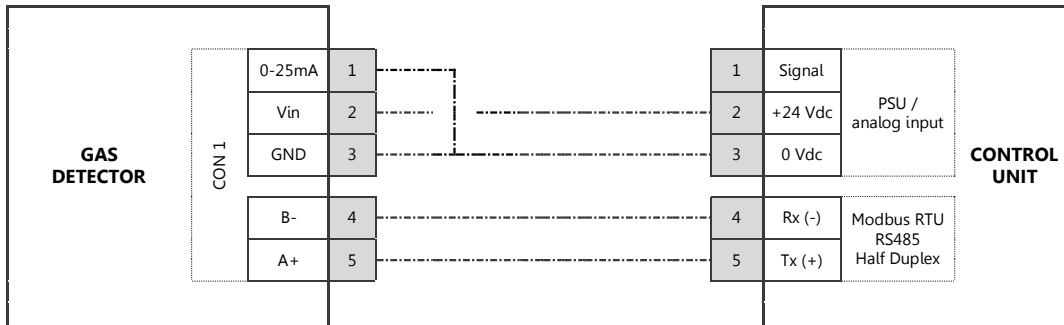 GAS
DETECTOR
CON 1
0-25mA 1
Vin 2
GND 3
B- 4
A+ 5
1 Signal
2 +24 Vdc
3 0 Vdc
PSU /
analog input
4 Rx (-)
5 Tx (+)
Modbus RTU
RS485
Half Duplex
CONTROL
UNIT